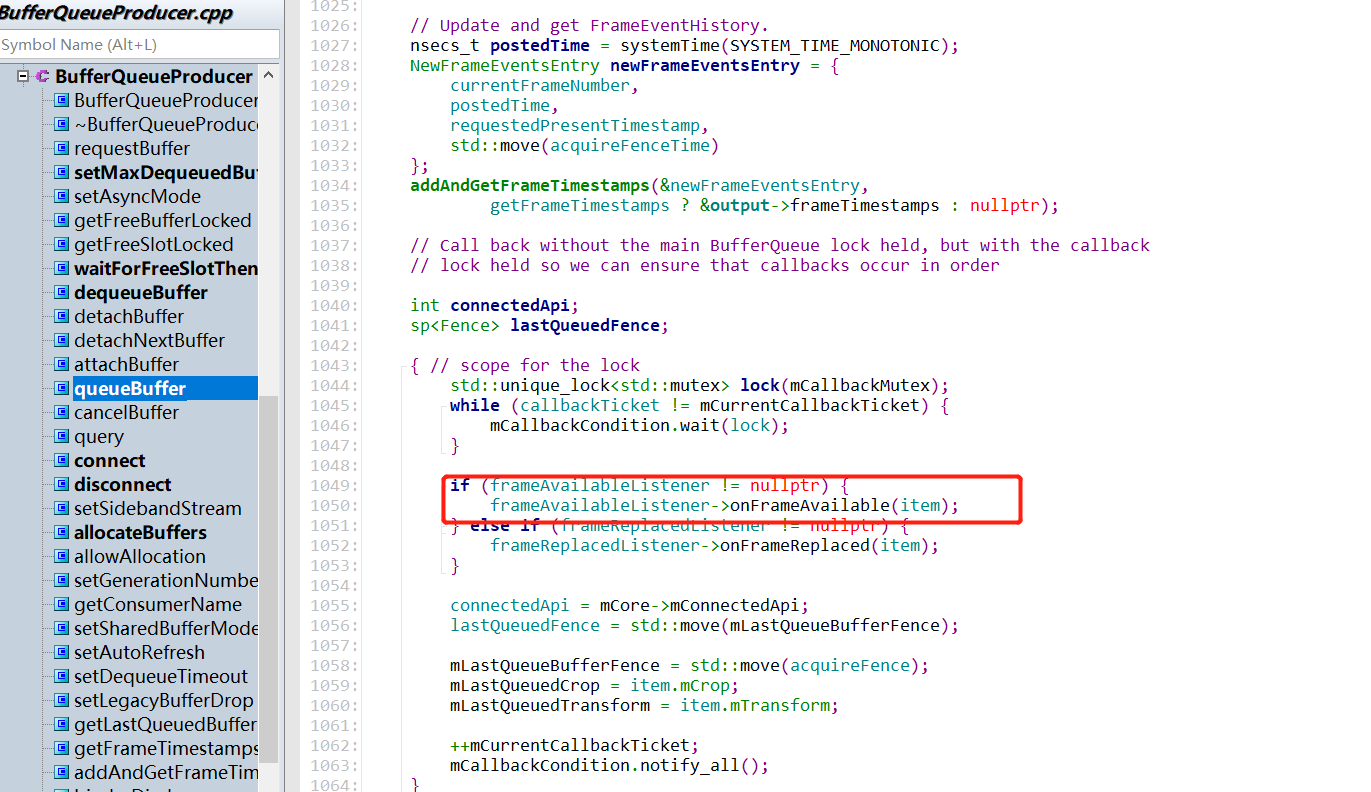 BufferQueueProducer.cpp
Symbol Name (Alt+L)
BufferQueueProducer
BufferQueueProducer
~BufferQueueProduc
requestBuffer
setMaxDequeuedBu
setAsyncMode
getFreeBufferLocked
getFreeSlotLocked
waitForFreeSlotThen
dequeueBuffer
detachBuffer
detachNextBuffer
attachBuffer
queueBuffer
cancelBuffer
query
connect
disconnect
setSidebandStream
allocateBuffers
allowAllocation
setGenerationNumbe
getConsumerName
setSharedBufferMode
setAutoRefresh
setDequeueTimeout
setLegacyBufferDrop
getLastQueuedBuffer
getFrameTimestamps
addAndGetFrameTim
1025:
1026: // Update and get FrameEventHistory.
1027: nsecs_t postedTime = systemTime(SYSTEM_TIME_MONOTONIC);
1028: NewFrameEventsEntry newFrameEventsEntry = {
1029: currentFrameNumber,
1030: postedTime,
1031: requestedPresentTimestamp,
1032: std::move(acquireFenceTime)
1033: };
1034: addAndGetFrameTimestamps(&newFrameEventsEntry,
1035: getFrameTimestamps ? &output->frameTimestamps : nullptr);
1036:
1037: // Call back without the main BufferQueue lock held, but with the callback
1038: // lock held so we can ensure that callbacks occur in order
1039:
1040: int connectedApi;
1041: sp<Fence> lastQueuedFence;
1042:
1043: { // scope for the lock
1044: std::unique_lock<std::mutex> lock(mCallbackMutex);
1045: while (callbackTicket != mCurrentCallbackTicket) {
1046: mCallbackCondition.wait(lock);
1047: }
1048:
1049: if (frameAvailableListener != nullptr) {
1050: frameAvailableListener->onFrameAvailable(item);
1051: } else if (frameReplacedListener != nullptr) {
1052: frameReplacedListener->onFrameReplaced(item);
1053: }
1054:
1055: connectedApi = mCore->mConnectedApi;
1056: lastQueuedFence = std::move(mLastQueueBufferFence);
1057:
1058: mLastQueueBufferFence = std::move(acquireFence);
1059: mLastQueuedCrop = item.mCrop;
1060: mLastQueuedTransform = item.mTransform;
1061:
1062: ++mCurrentCallbackTicket;
1063: mCallbackCondition.notify_all();
1064: }